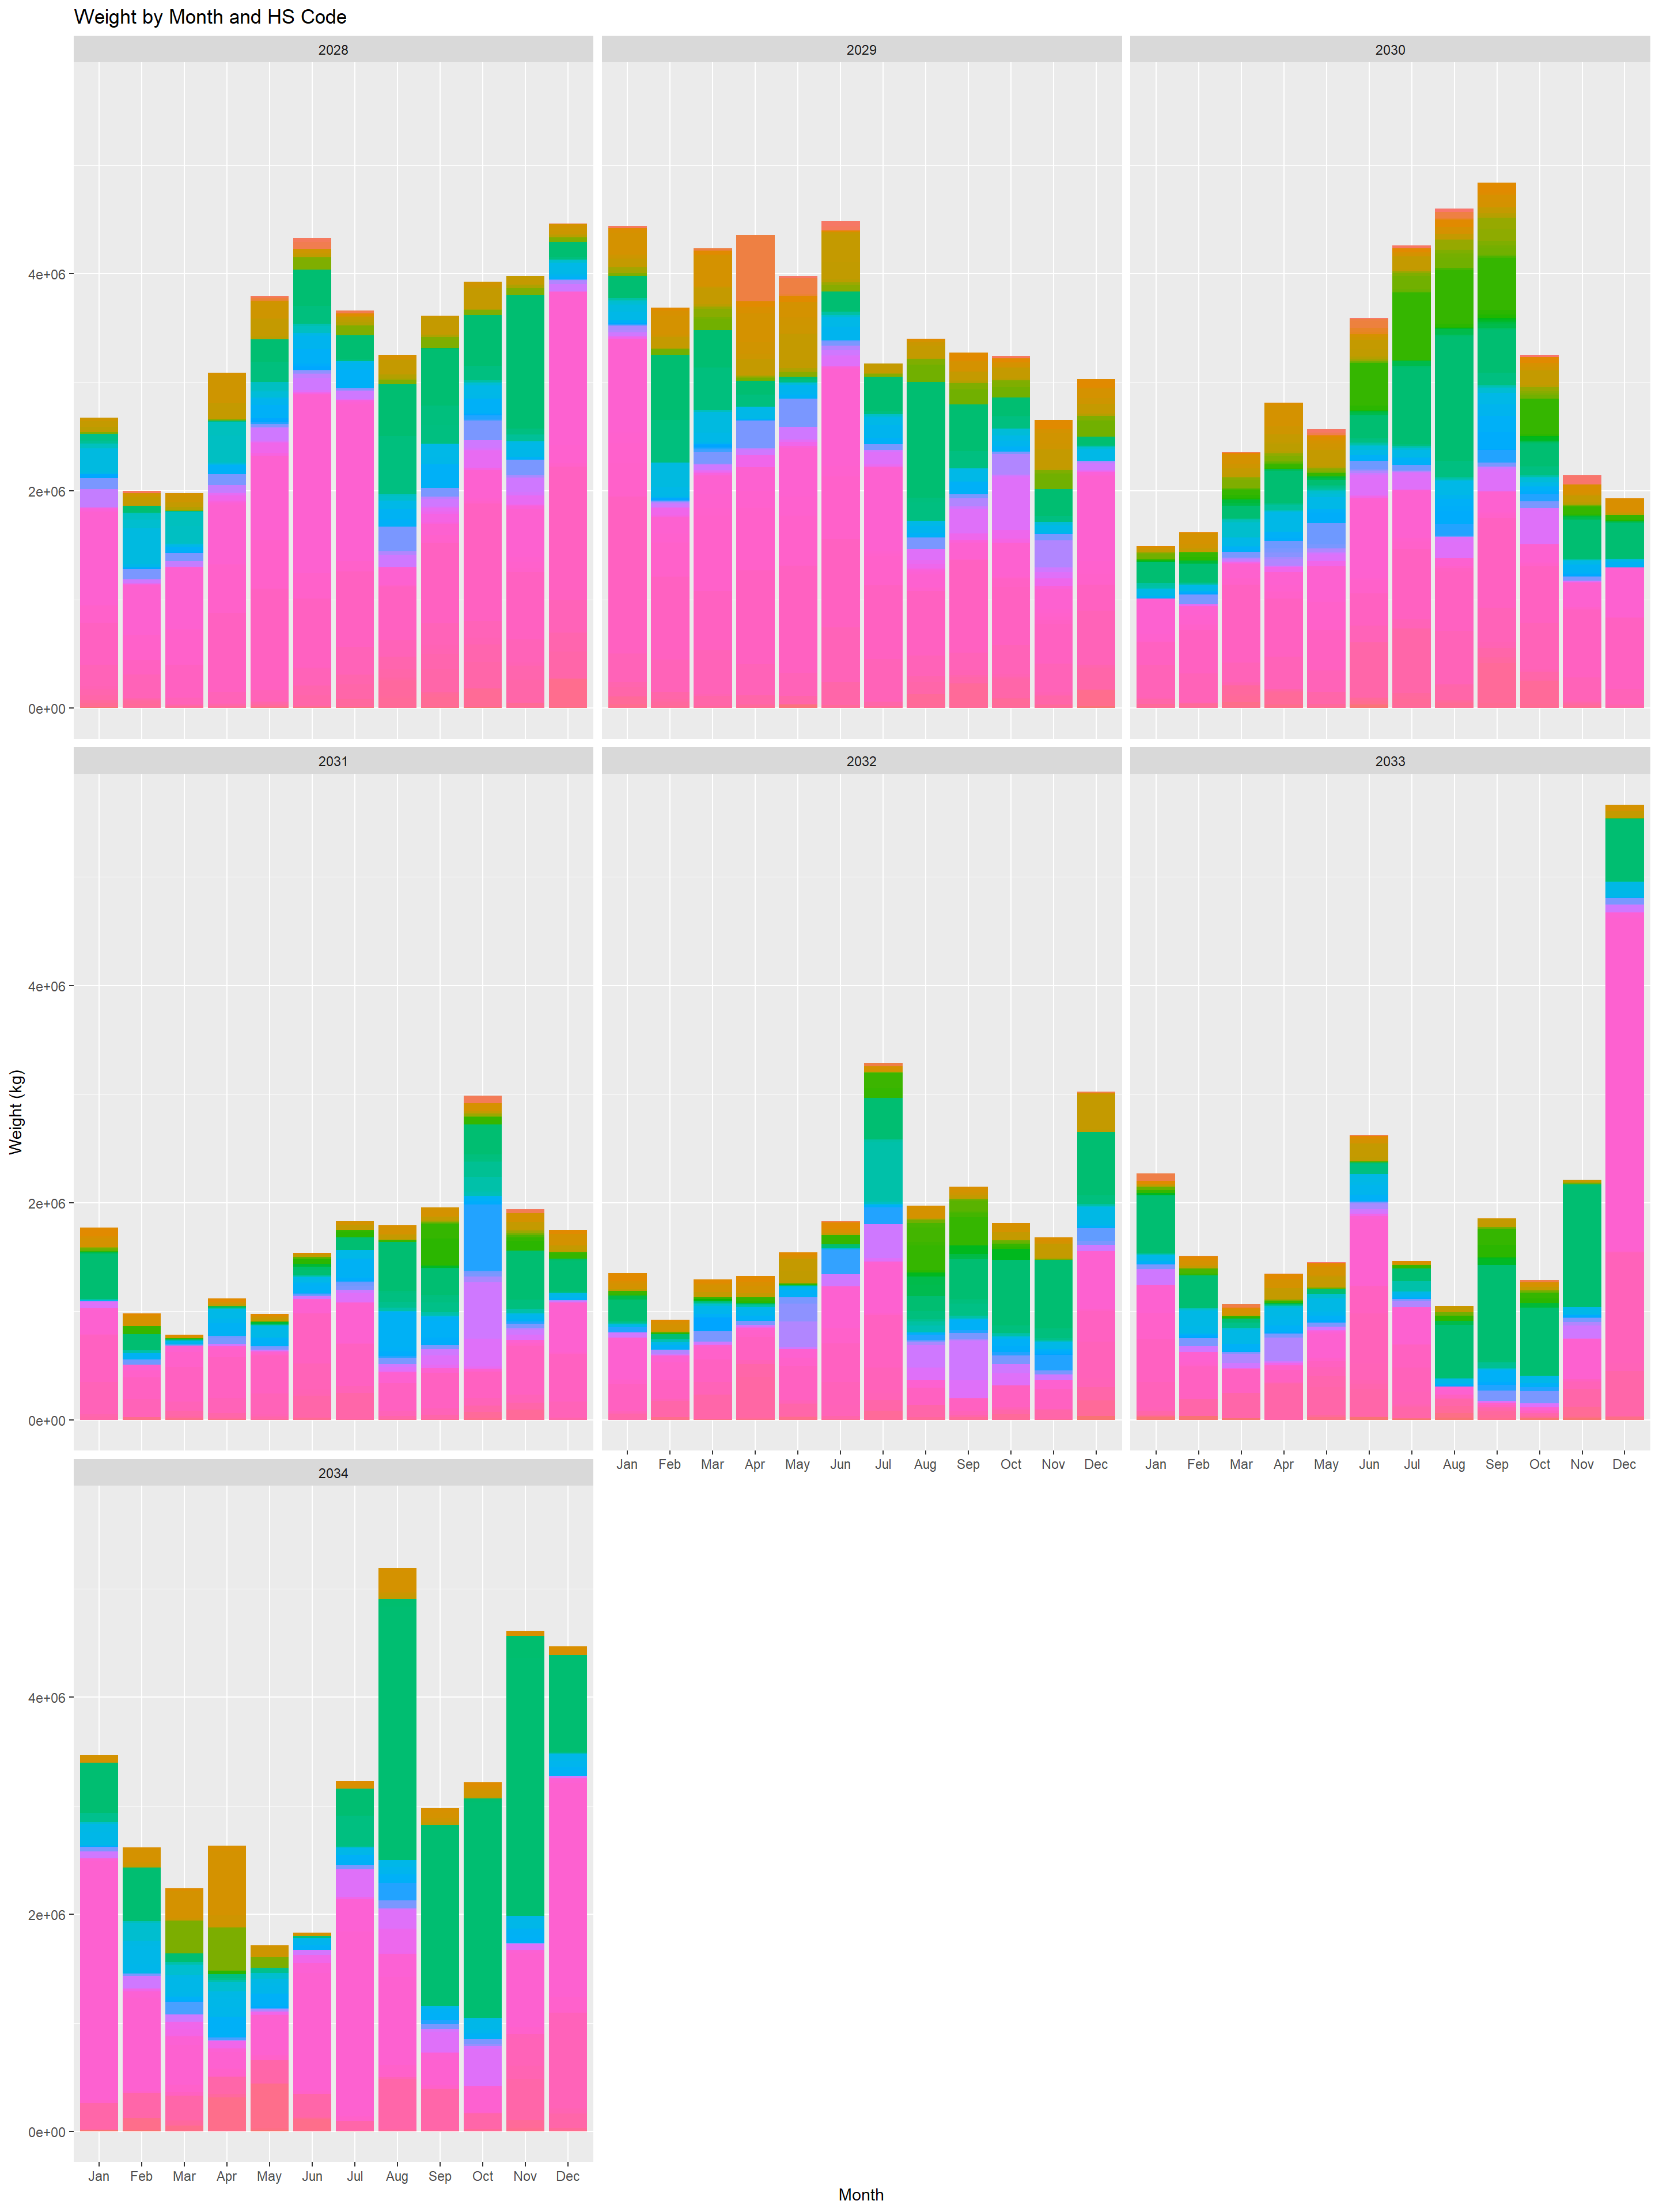 Weight by Month and HS Code
2028 2029 2030
4e+06
2e+06
0e+00
2031 2032 2033
4e+06
2e+06
0e+00
Jan Feb Mar Apr May Jun Jul Aug Sep Oct Nov Dec
Jan Feb Mar Apr May Jun Jul Aug Sep Oct Nov Dec
2034
4e+06
2e+06
0e+00
Jan Feb Mar Apr May Jun Jul Aug Sep Oct Nov Dec
Month
Weight (kg)